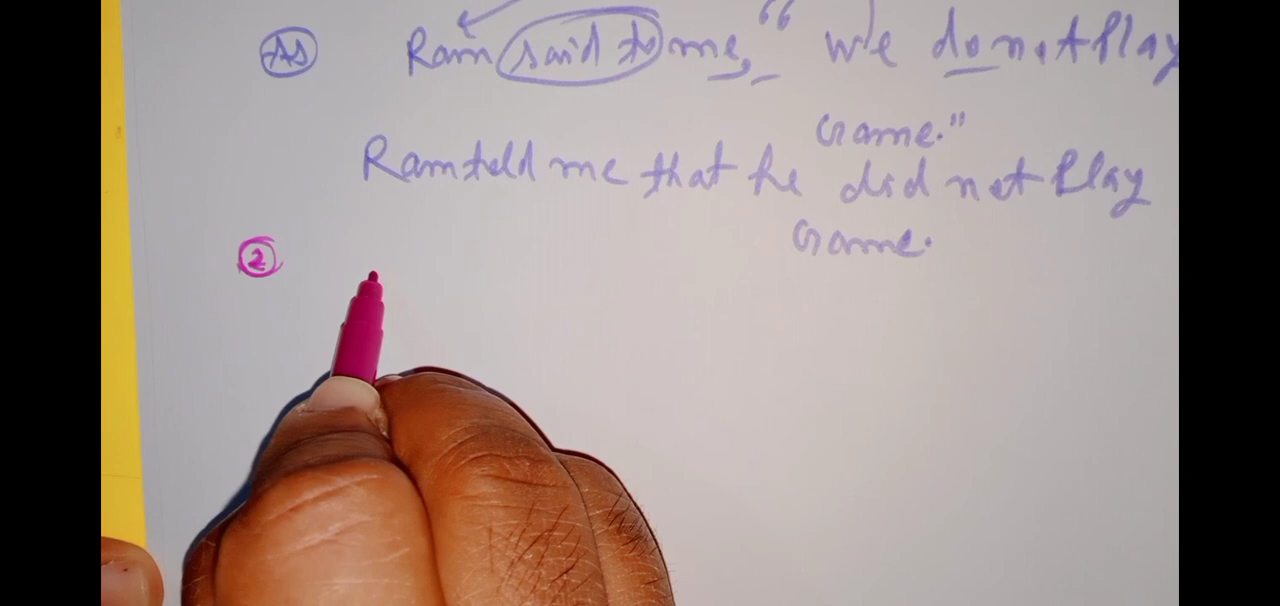 As Ram said to me, "we do not Play
Game."
Ram told me that he did not Play
Game.
2